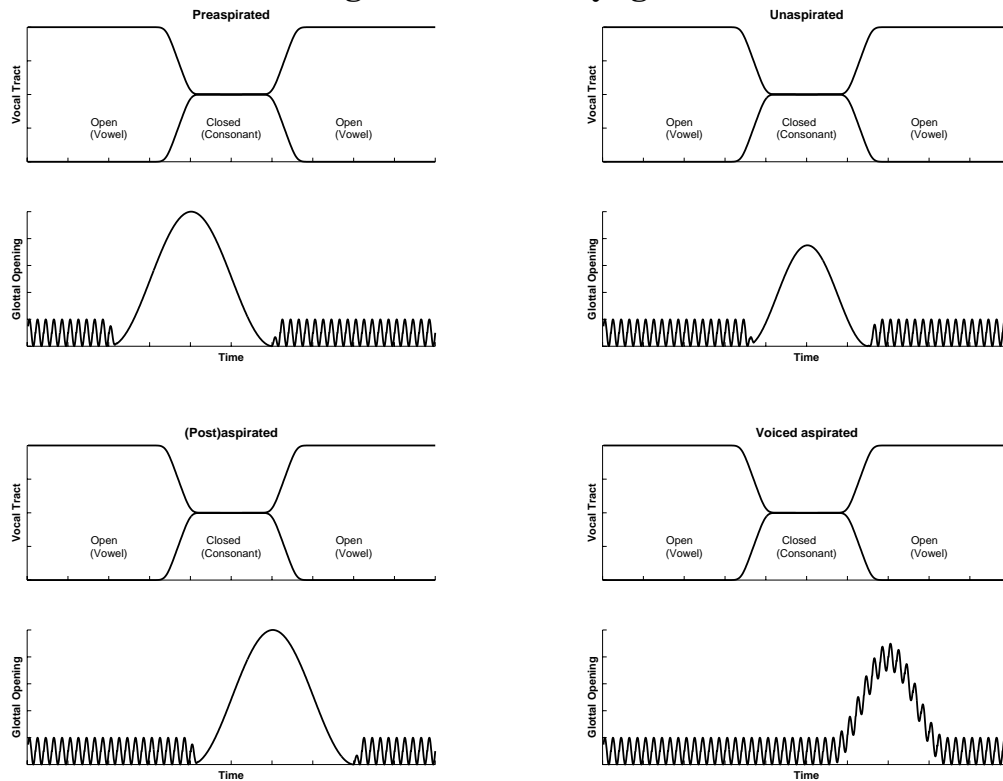 Preaspirated
Vocal Tract
Open
(Vowel)
Closed
(Consonant)
Open
(Vowel)
Glottal Opening
Time
Unaspirated
Vocal Tract
Open
(Vowel)
Closed
(Consonant)
Open
(Vowel)
Glottal Opening
Time
(Post)aspirated
Vocal Tract
Open
(Vowel)
Closed
(Consonant)
Open
(Vowel)
Glottal Opening
Time
Voiced aspirated
Vocal Tract
Open
(Vowel)
Closed
(Consonant)
Open
(Vowel)
Glottal Opening
Time